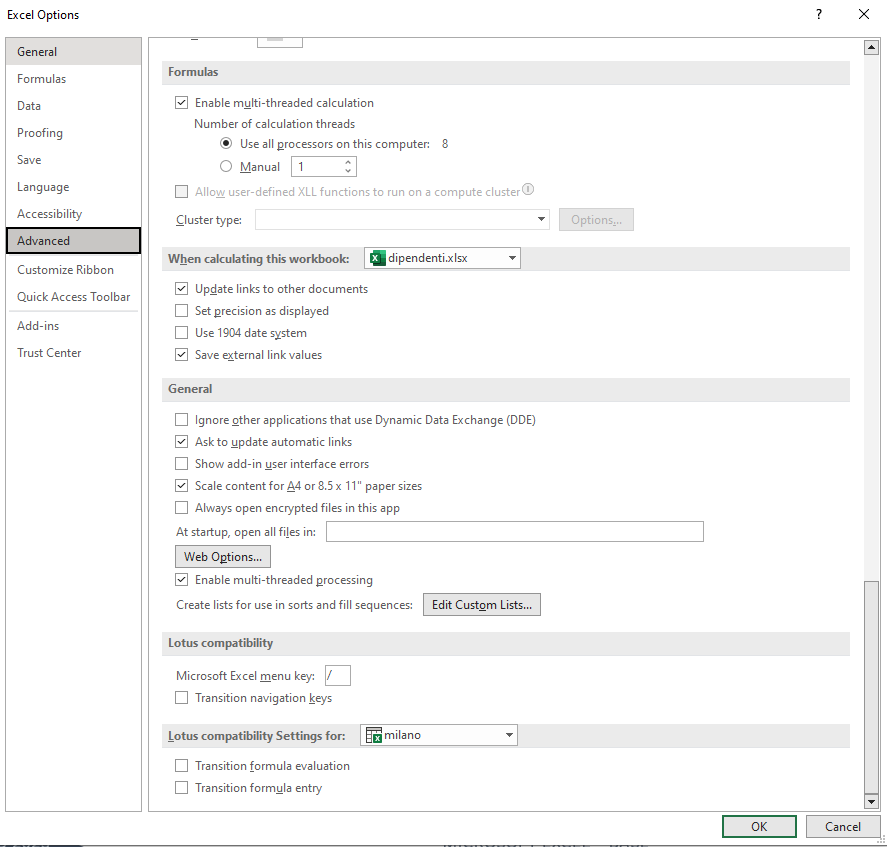 Excel Options
?
General
Formulas
Data
Proofing
Save
Language
Accessibility
Advanced
Customize Ribbon
Quick Access Toolbar
Add-ins
Trust Center
Formulas
Enable multi-threaded calculation
Number of calculation threads
Use all processors on this computer: 8
Manual 1
Allow user-defined XLL functions to run on a compute cluster
Cluster type: Options...
When calculating this workbook: dipendenti.xlsx
Update links to other documents
Set precision as displayed
Use 1904 date system
Save external link values
General
Ignore other applications that use Dynamic Data Exchange (DDE)
Ask to update automatic links
Show add-in user interface errors
Scale content for A4 or 8.5 x 11" paper sizes
Always open encrypted files in this app
At startup, open all files in:
Web Options...
Enable multi-threaded processing
Create lists for use in sorts and fill sequences: Edit Custom Lists...
Lotus compatibility
Microsoft Excel menu key: /
Transition navigation keys
Lotus compatibility Settings for: milano
Transition formula evaluation
Transition formula entry
OK Cancel